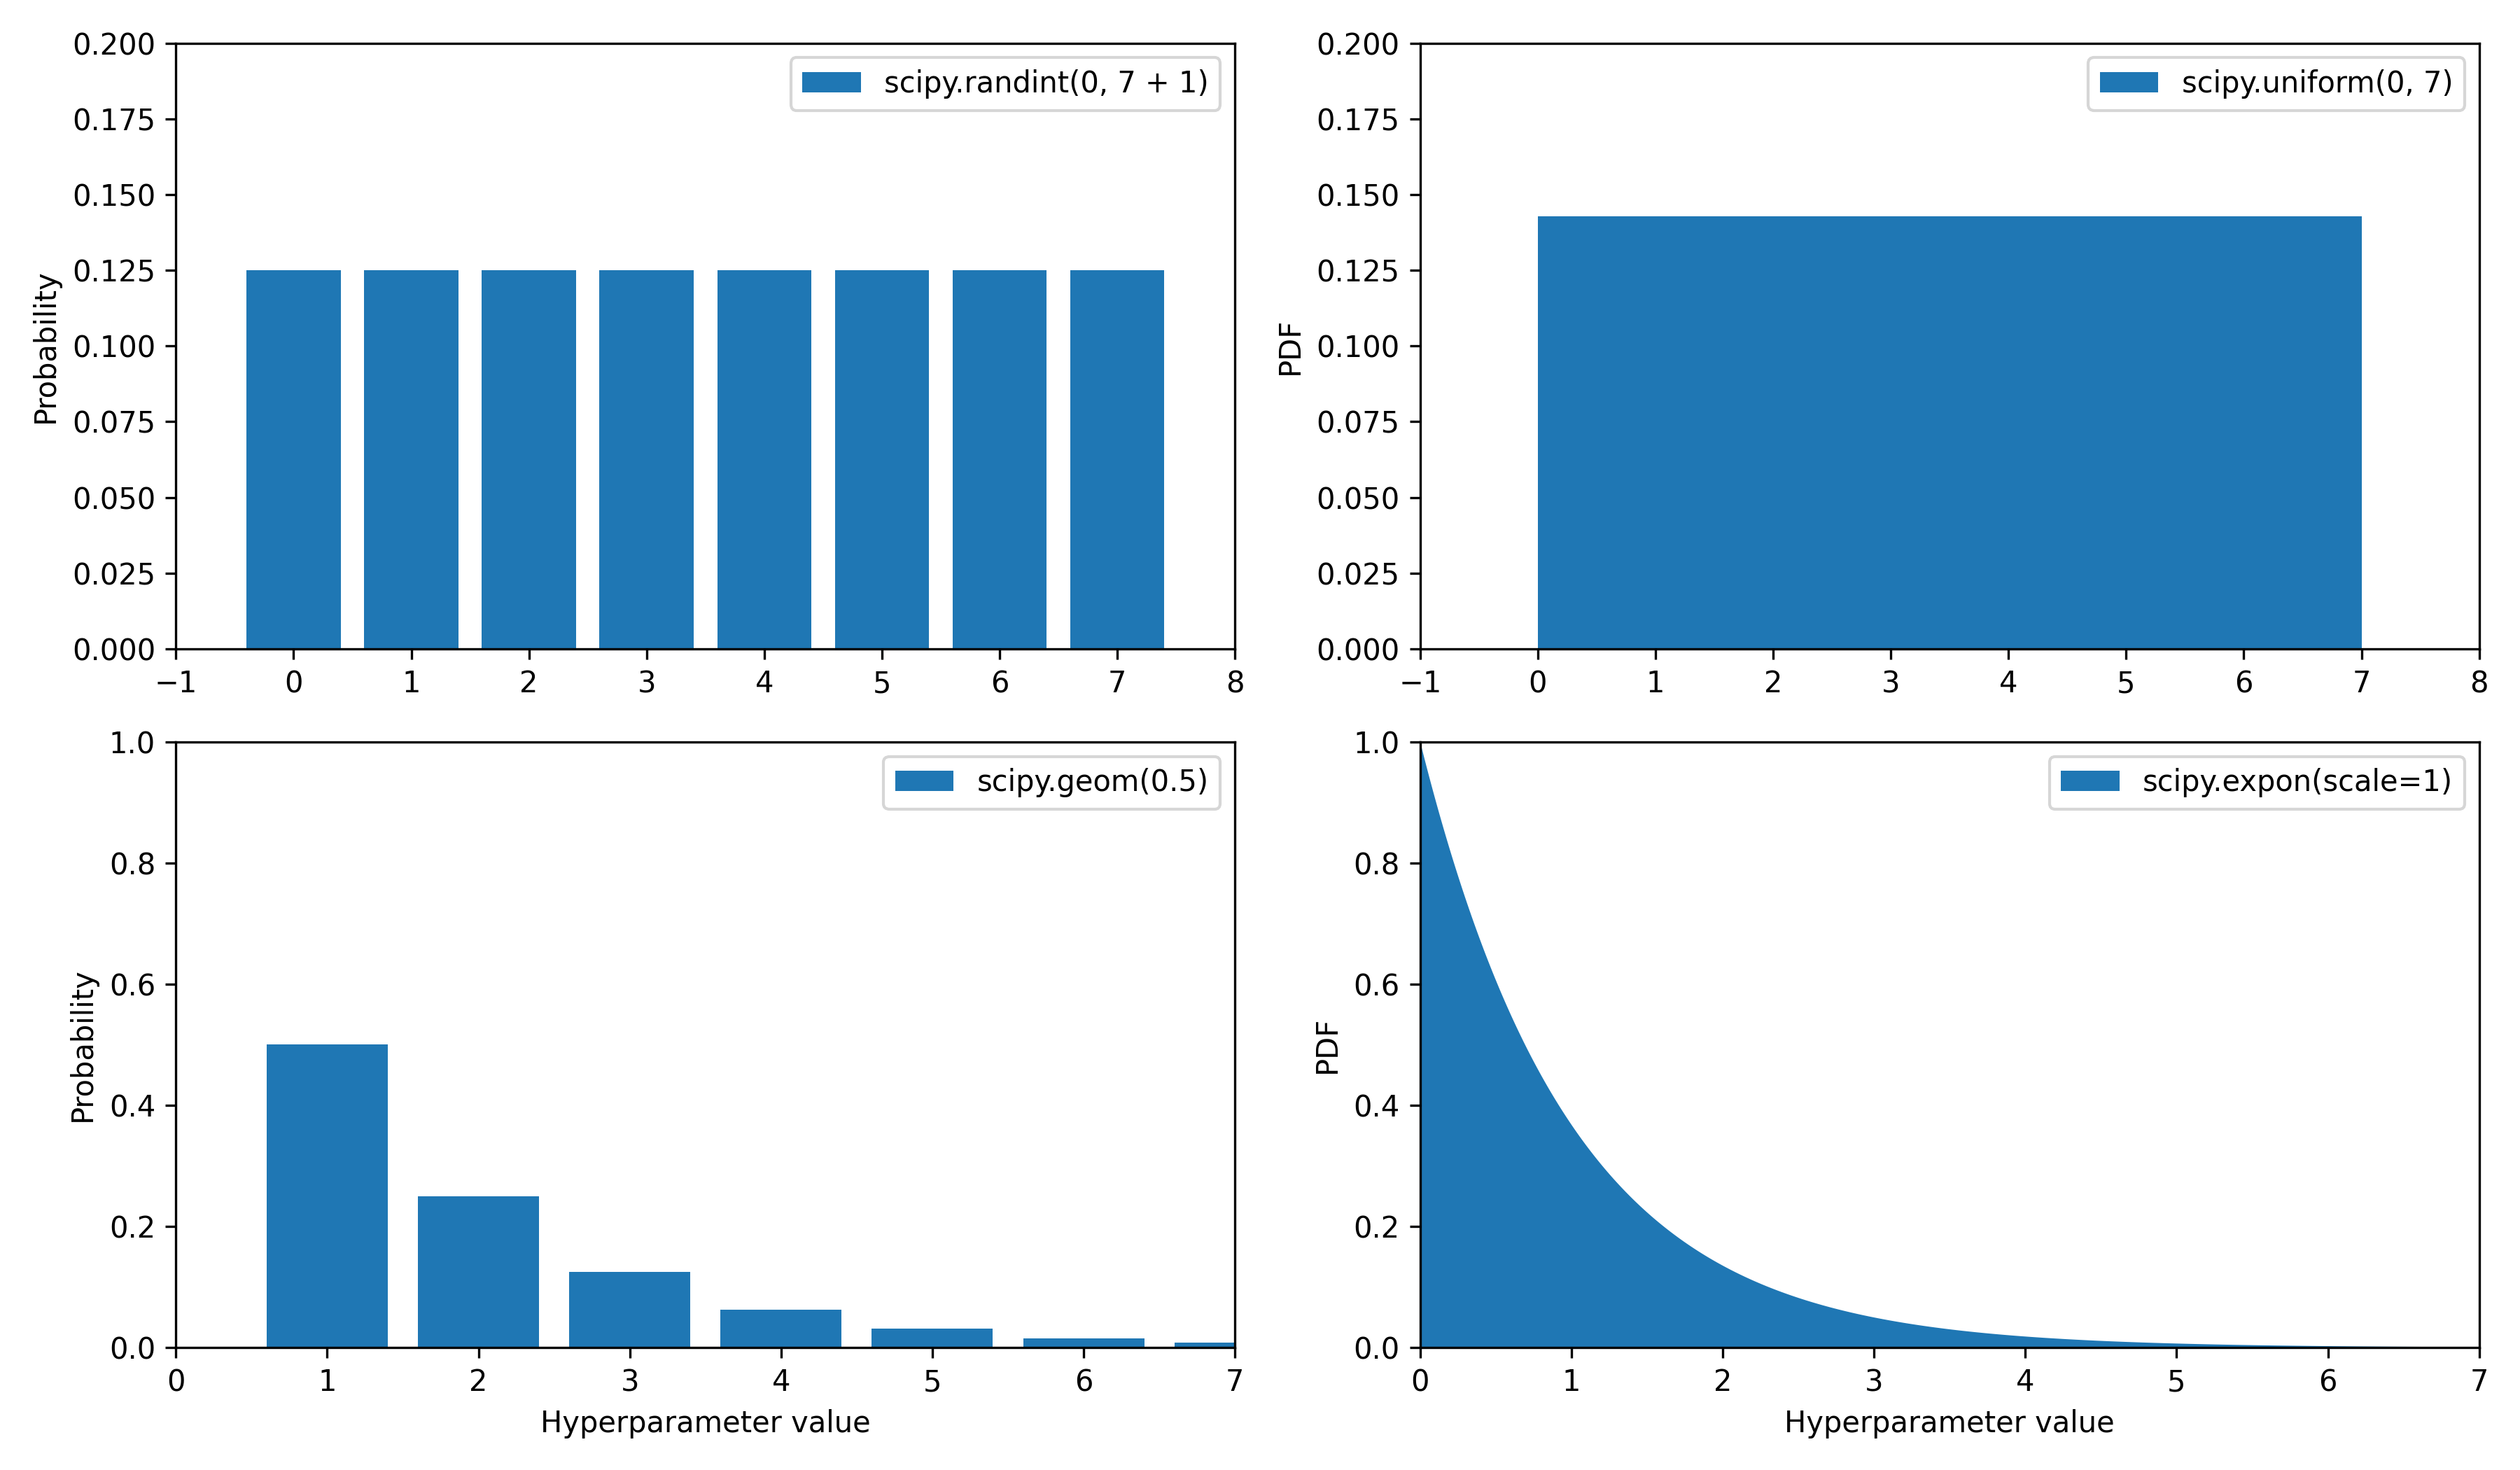 0.200
0.175
0.150
0.125
0.100
0.075
0.050
0.025
0.000
Probability
scipy.randint(0, 7 + 1)
−1 0 1 2 3 4 5 6 7 8
0.200
0.175
0.150
0.125
0.100
0.075
0.050
0.025
0.000
PDF
scipy.uniform(0, 7)
−1 0 1 2 3 4 5 6 7 8
1.0
0.8
0.6
0.4
0.2
0.0
Probability
scipy.geom(0.5)
0 1 2 3 4 5 6 7
Hyperparameter value
1.0
0.8
0.6
0.4
0.2
0.0
PDF
scipy.expon(scale=1)
0 1 2 3 4 5 6 7
Hyperparameter value